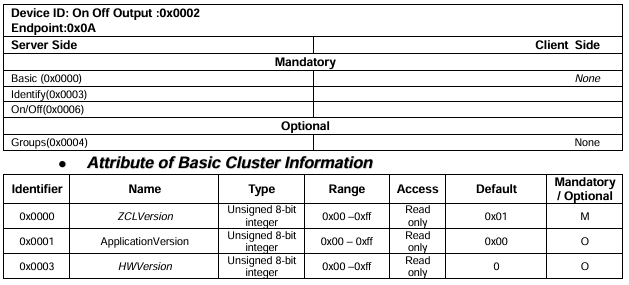 Device ID: On Off Output :0x0002
Endpoint:0x0A
Server Side Client Side
Mandatory
Basic (0x0000) None
Identify(0x0003)
On/Off(0x0006)
Optional
Groups(0x0004) None
• Attribute of Basic Cluster Information
Identifier Name Type Range Access Default Mandatory / Optional
0x0000 ZCLVersion Unsigned 8-bit integer 0x00 –0xff Read only 0x01 M
0x0001 ApplicationVersion Unsigned 8-bit integer 0x00 – 0xff Read only 0x00 O
0x0003 HWVersion Unsigned 8-bit integer 0x00 –0xff Read only 0 O